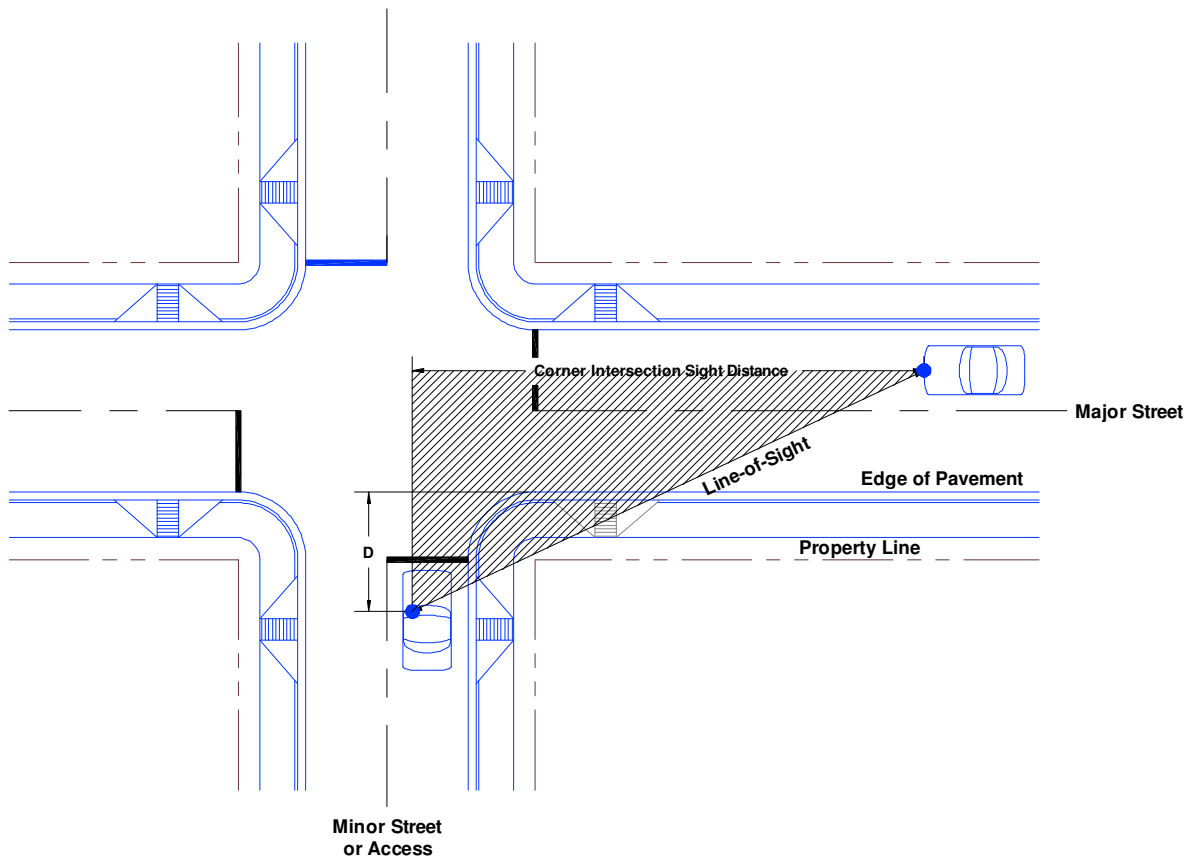 Corner Intersection Sight Distance
Major Street
Line-of-Sight
Edge of Pavement
D
Property Line
Minor Street
or Access